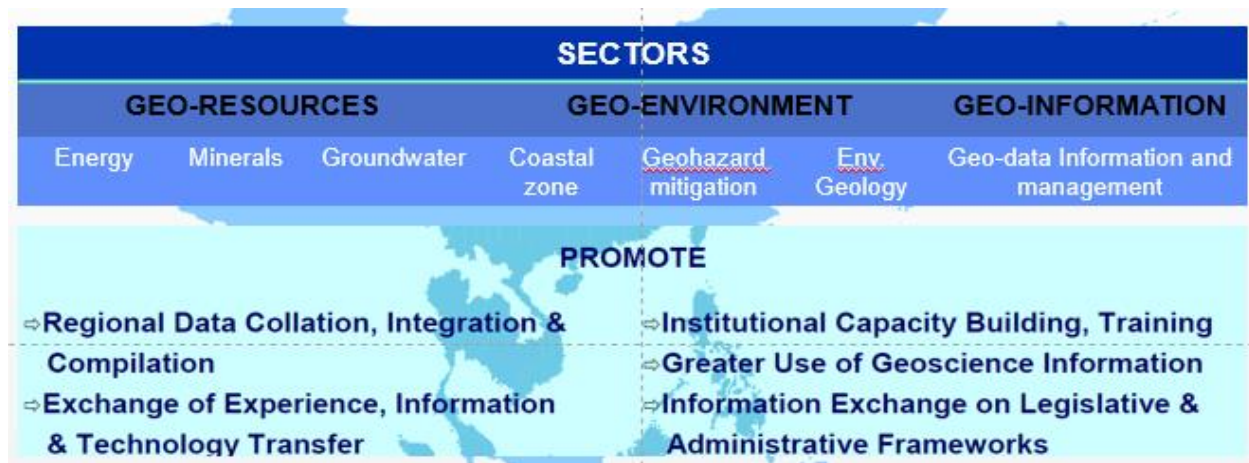 SECTORS
GEO-RESOURCES GEO-ENVIRONMENT GEO-INFORMATION
Energy Minerals Groundwater Coastal zone Geohazard mitigation Env. Geology Geo-data Information and management
PROMOTE
⇨Regional Data Collation, Integration &
Compilation
⇨Exchange of Experience, Information
& Technology Transfer
⇨Institutional Capacity Building, Training
⇨Greater Use of Geoscience Information
⇨Information Exchange on Legislative &
Administrative Frameworks